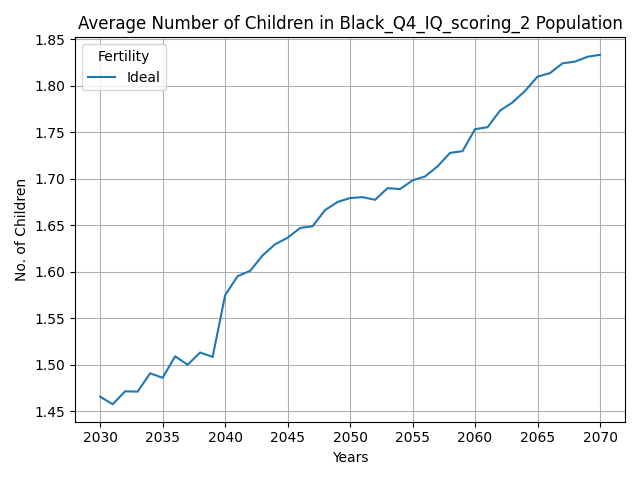 Average Number of Children in Black_Q4_IQ_scoring_2 Population
Fertility
Ideal
No. of Children
1.85
1.80
1.75
1.70
1.65
1.60
1.55
1.50
1.45
2030 2035 2040 2045 2050 2055 2060 2065 2070
Years